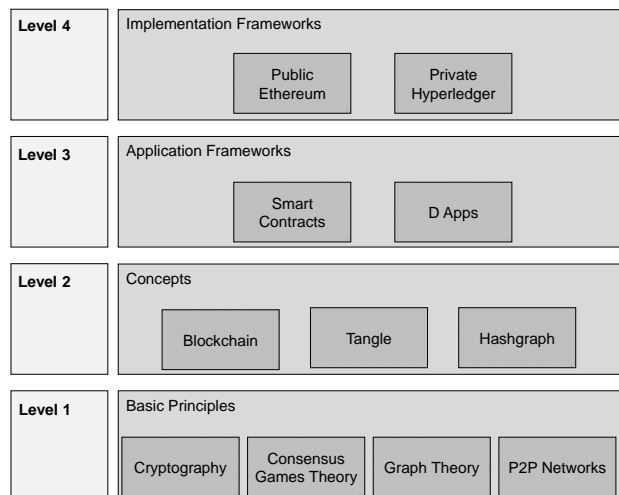 Level 4
Implementation Frameworks
Public
Ethereum
Private
Hyperledger
Level 3
Application Frameworks
Smart
Contracts
D Apps
Level 2
Concepts
Blockchain
Tangle
Hashgraph
Level 1
Basic Principles
Cryptography
Consensus
Games Theory
Graph Theory
P2P Networks